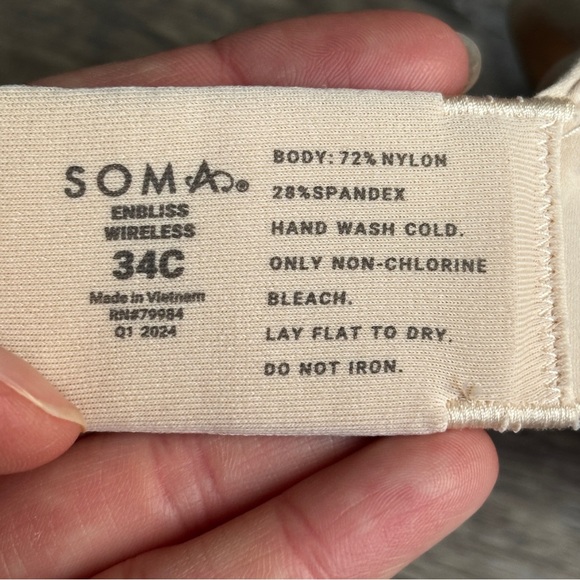 SOMA®
ENBLISS
WIRELESS
34C
Made in Vietnam
RN#79984
Q1 2024
BODY: 72% NYLON
28%SPANDEX
HAND WASH COLD.
ONLY NON-CHLORINE
BLEACH.
LAY FLAT TO DRY.
DO NOT IRON.